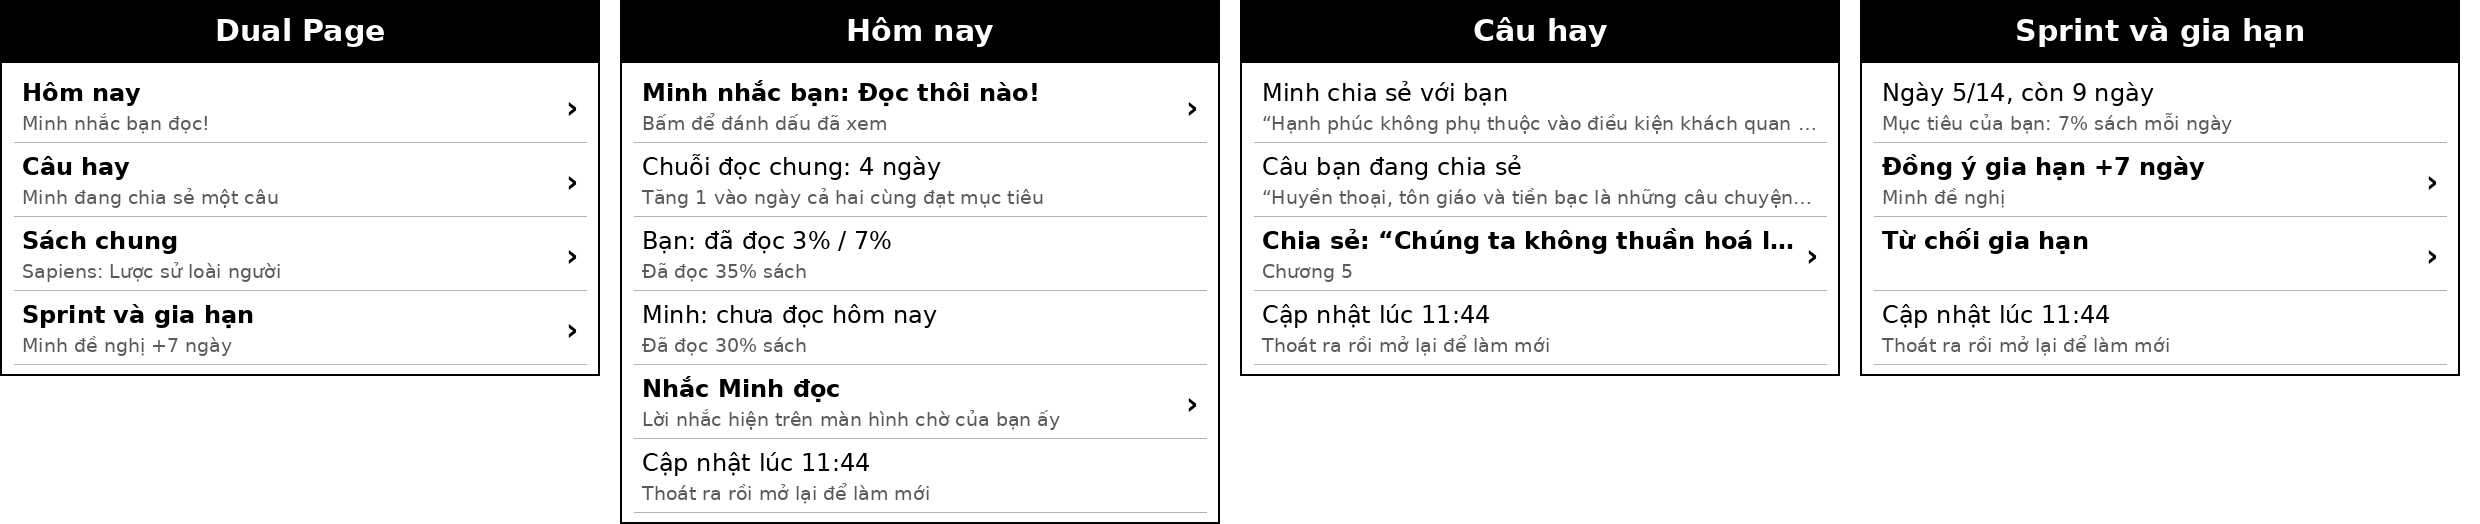 Dual Page
Hôm nay
Minh nhắc bạn đọc!
›
Câu hay
Minh đang chia sẻ một câu
›
Sách chung
Sapiens: Lược sử loài người
›
Sprint và gia hạn
Minh đề nghị +7 ngày
›
Hôm nay
Minh nhắc bạn: Đọc thôi nào!
Bấm để đánh dấu đã xem
›
Chuỗi đọc chung: 4 ngày
Tăng 1 vào ngày cả hai cùng đạt mục tiêu
Bạn: đã đọc 3% / 7%
Đã đọc 35% sách
Minh: chưa đọc hôm nay
Đã đọc 30% sách
Nhắc Minh đọc
Lời nhắc hiện trên màn hình chờ của bạn ấy
›
Cập nhật lúc 11:44
Thoát ra rồi mở lại để làm mới
Câu hay
Minh chia sẻ với bạn
“Hạnh phúc không phụ thuộc vào điều kiện khách quan ...
Câu bạn đang chia sẻ
“Huyền thoại, tôn giáo và tiền bạc là những câu chuyện...
Chia sẻ: “Chúng ta không thuần hoá l...
Chương 5
›
Cập nhật lúc 11:44
Thoát ra rồi mở lại để làm mới
Sprint và gia hạn
Ngày 5/14, còn 9 ngày
Mục tiêu của bạn: 7% sách mỗi ngày
Đồng ý gia hạn +7 ngày
Minh đề nghị
›
Từ chối gia hạn
›
Cập nhật lúc 11:44
Thoát ra rồi mở lại để làm mới